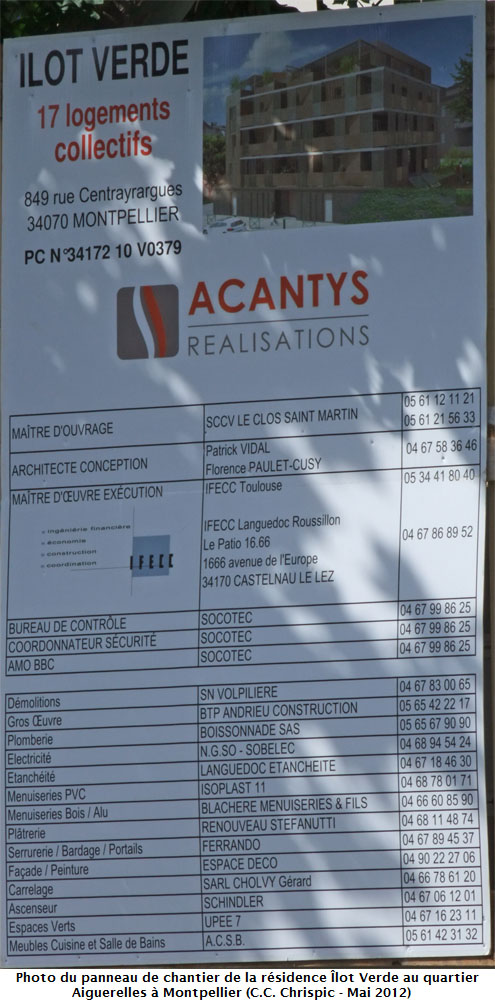 ILOT VERDE
17 logements
collectifs
849 rue Centrayrargues
34070 MONTPELLIER
PC N°34172 10 V0379
ACANTYS
REALISATIONS
MAÎTRE D'OUVRAGE SCCV LE CLOS SAINT MARTIN 05 61 12 11 21
05 61 21 56 33
ARCHITECTE CONCEPTION Patrick VIDAL 04 67 58 36 46
Florence PAULET-CUSY
MAÎTRE D'ŒUVRE EXÉCUTION IFECC Toulouse 05 34 41 80 40
ingéniérie financière
économie
construction
coordination
IFECC
IFECC Languedoc Roussillon 04 67 86 89 52
Le Patio 16.66
1666 avenue de l'Europe
34170 CASTELNAU LE LEZ
BUREAU DE CONTRÔLE SOCOTEC 04 67 99 86 25
COORDONNATEUR SÉCURITÉ SOCOTEC 04 67 99 86 25
AMO BBC SOCOTEC 04 67 99 86 25
Démolitions SN VOLPILIERE 04 67 83 00 65
Gros Œuvre BTP ANDRIEU CONSTRUCTION 05 65 42 22 17
Plomberie BOISSONNADE SAS 05 65 67 90 90
Electricité N.G.SO - SOBELEC 04 68 94 54 24
Etanchéité LANGUEDOC ETANCHEITE 04 67 18 46 30
Menuiseries PVC ISOPLAST 11 04 68 78 01 71
Menuiseries Bois / Alu BLACHERE MENUISERIES & FILS 04 66 60 85 90
Plâtrerie RENOUVEAU STEFANUTTI 04 68 11 48 74
Serrurerie / Bardage / Portails FERRANDO 04 67 89 45 37
Façade / Peinture ESPACE DECO 04 90 22 27 06
Carrelage SARL CHOLVY Gérard 04 66 78 61 20
Ascenseur SCHINDLER 04 67 06 12 01
Espaces Verts UPEE 7 04 67 16 23 11
Meubles Cuisine et Salle de Bains A.C.S.B. 05 61 42 31 32
Photo du panneau de chantier de la résidence Îlot Verde au quartier
Aiguerelles à Montpellier (C.C. Chrispic - Mai 2012)